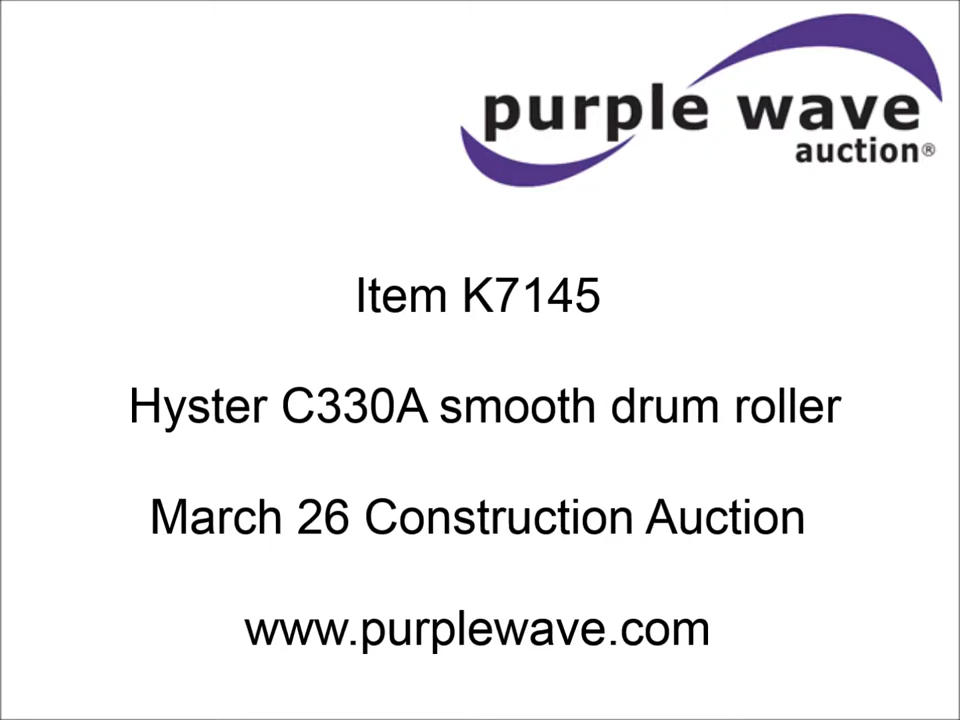 purple wave
auction®
Item K7145
Hyster C330A smooth drum roller
March 26 Construction Auction
www.purplewave.com